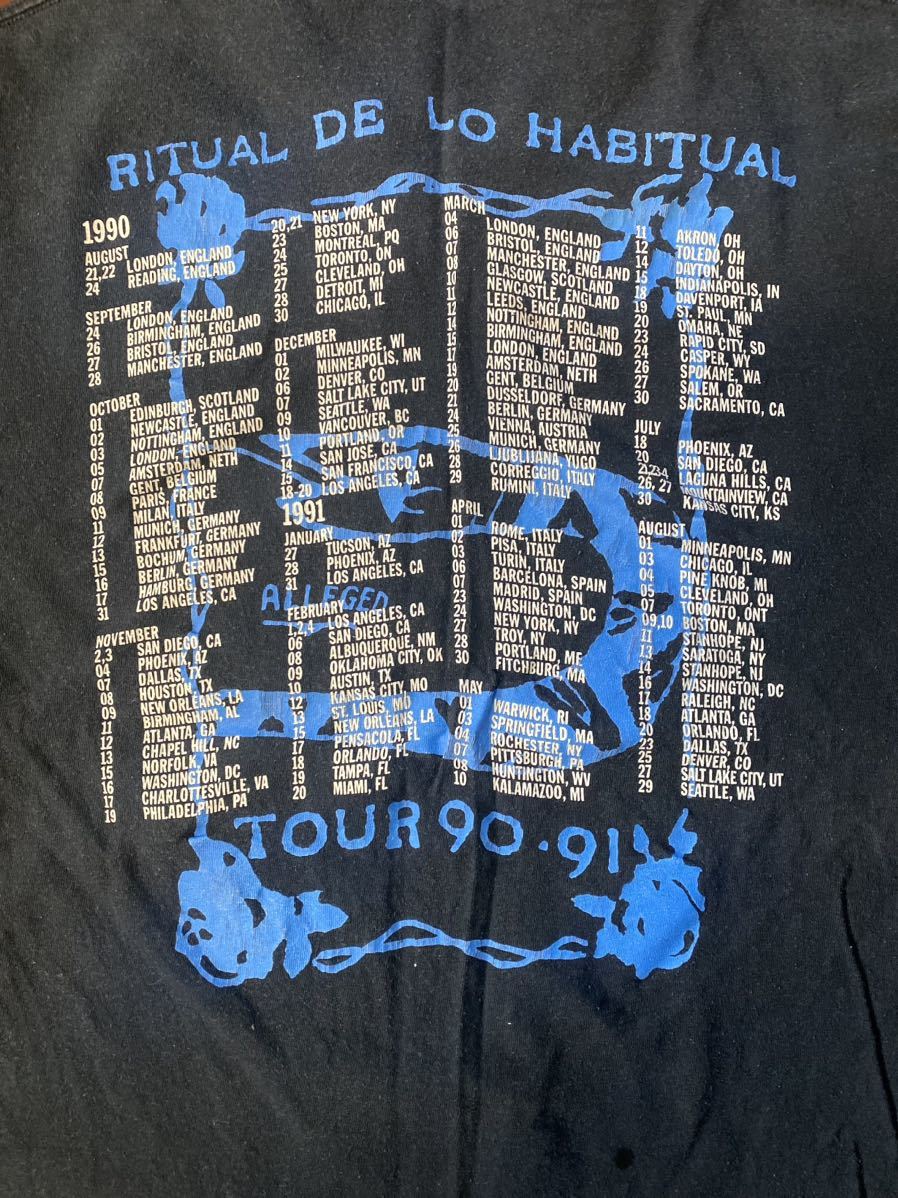 RITUAL DE LO HABITUAL
1990
AUGUST
21,22 LONDON, ENGLAND
24 READING, ENGLAND
SEPTEMBER
24 LONDON, ENGLAND
26 BIRMINGHAM, ENGLAND
27 BRISTOL, ENGLAND
28 MANCHESTER, ENGLAND
OCTOBER
01 EDINBURGH, SCOTLAND
02 NEWCASTLE, ENGLAND
03 NOTTINGHAM, ENGLAND
05 LONDON, ENGLAND
07 AMSTERDAM, NETH
08 GENT, BELGIUM
09 PARIS, FRANCE
11 MILAN, ITALY
12 MUNICH, GERMANY
13 FRANKFURT, GERMANY
15 BOCHUM, GERMANY
16 BERLIN, GERMANY
17 HAMBURG, GERMANY
31 LOS ANGELES, CA
NOVEMBER
2,3 SAN DIEGO, CA
04 PHOENIX, AZ
07 DALLAS, TX
08 HOUSTON, TX
09 NEW ORLEANS, LA
11 BIRMINGHAM, AL
12 ATLANTA, GA
13 CHAPEL HILL, NC
15 NORFOLK, VA
16 WASHINGTON, DC
17 CHARLOTTESVILLE, VA
19 PHILADELPHIA, PA
20,21 NEW YORK, NY
23 BOSTON, MA
24 MONTREAL, PQ
25 TORONTO, ON
27 CLEVELAND, OH
28 DETROIT, MI
30 CHICAGO, IL
DECEMBER
01 MILWAUKEE, WI
02 MINNEAPOLIS, MN
06 DENVER, CO
07 SALT LAKE CITY, UT
09 SEATTLE, WA
10 VANCOUVER, BC
11 PORTLAND, OR
14 SAN JOSE, CA
15 SAN FRANCISCO, CA
18-20 LOS ANGELES, CA
1991
JANUARY
27 TUCSON, AZ
28 PHOENIX, AZ
31 LOS ANGELES, CA
ALLEGED
FEBRUARY
1,2,4 LOS ANGELES, CA
06 SAN DIEGO, CA
08 ALBUQUERQUE, NM
09 OKLAHOMA CITY, OK
10 AUSTIN, TX
12 KANSAS CITY, MO
13 ST. LOUIS, MO
15 NEW ORLEANS, LA
17 PENSACOLA, FL
18 ORLANDO, FL
19 TAMPA, FL
20 MIAMI, FL
MARCH
04 LONDON, ENGLAND
06 BRISTOL, ENGLAND
07 MANCHESTER, ENGLAND
08 GLASGOW, SCOTLAND
10 NEWCASTLE, ENGLAND
11 LEEDS, ENGLAND
12 NOTTINGHAM, ENGLAND
14 BIRMINGHAM, ENGLAND
15 LONDON, ENGLAND
17 AMSTERDAM, NETH
19 GENT, BELGIUM
20 DUSSELDORF, GERMANY
21 BERLIN, GERMANY
24 VIENNA, AUSTRIA
25 MUNICH, GERMANY
26 LJUBLIJANA, YUGO
28 CORREGGIO, ITALY
29 RUMINI, ITALY
APRIL
01 ROME, ITALY
02 PISA, ITALY
03 TURIN, ITALY
06 BARCELONA, SPAIN
07 MADRID, SPAIN
23 WASHINGTON, DC
24 NEW YORK, NY
27 TROY, NY
28 PORTLAND, ME
30 FITCHBURG, MA
MAY
01 WARWICK, RI
03 SPRINGFIELD, MA
04 ROCHESTER, NY
07 PITTSBURGH, PA
08 HUNTINGTON, WV
10 KALAMAZOO, MI
11 AKRON, OH
12 TOLEDO, OH
14 DAYTON, OH
15 INDIANAPOLIS, IN
18 DAVENPORT, IA
19 ST. PAUL, MN
20 OMAHA, NE
23 RAPID CITY, SD
24 CASPER, WY
26 SPOKANE, WA
27 SALEM, OR
30 SACRAMENTO, CA
JULY
18 PHOENIX, AZ
20 SAN DIEGO, CA
21,23-4 LAGUNA HILLS, CA
26, 27 MOUNTAINVIEW, CA
30 KANSAS CITY, KS
AUGUST
01 MINNEAPOLIS, MN
03 CHICAGO, IL
04 PINE KNOB, MI
05 CLEVELAND, OH
07 TORONTO, ONT
09,10 BOSTON, MA
11 STANHOPE, NJ
13 SARATOGA, NY
14 STANHOPE, NJ
16 WASHINGTON, DC
17 RALEIGH, NC
18 ATLANTA, GA
20 ORLANDO, FL
23 DALLAS, TX
25 DENVER, CO
27 SALT LAKE CITY, UT
29 SEATTLE, WA
TOUR 90·91